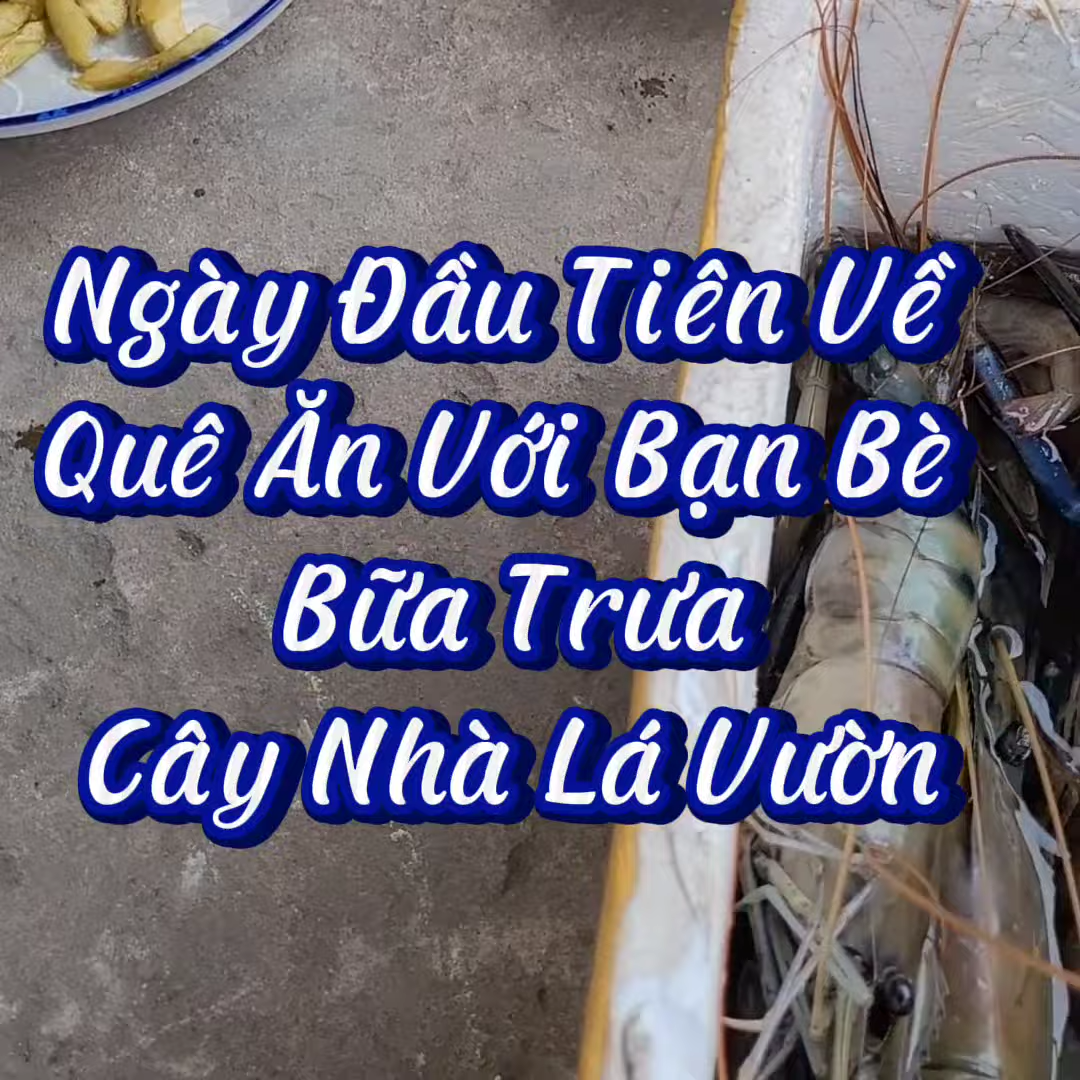 Ngày Đầu Tiên Về
Quê Ăn Với Bạn Bè
Bữa Trưa
Cây Nhà Lá Vườn